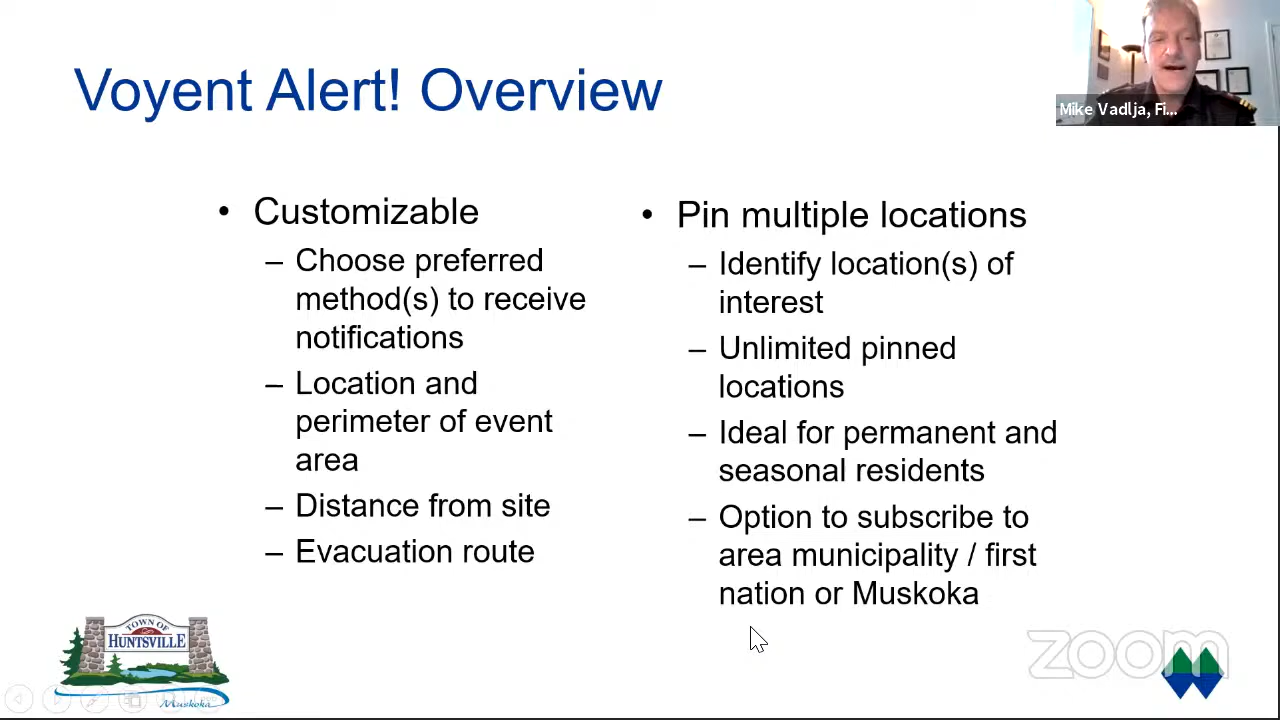 Voyent Alert! Overview
Mike Vadlja, Fi...
• Customizable
– Choose preferred
method(s) to receive
notifications
– Location and
perimeter of event
area
– Distance from site
– Evacuation route
• Pin multiple locations
– Identify location(s) of
interest
– Unlimited pinned
locations
– Ideal for permanent and
seasonal residents
– Option to subscribe to
area municipality / first
nation or Muskoka
TOWN OF
HUNTSVILLE
Muskoka
zoom